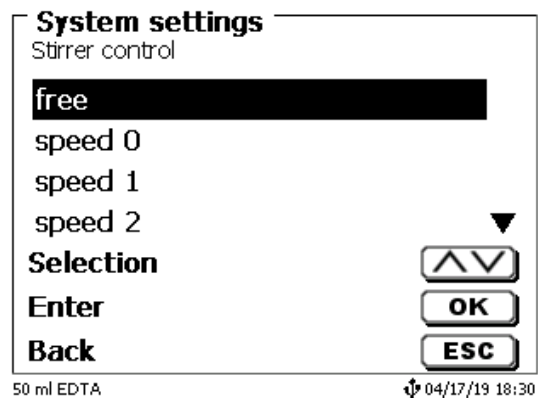 System settings
Stirrer control
free
speed 0
speed 1
speed 2
Selection
Enter OK
Back ESC
50 ml EDTA 04/17/19 18:30